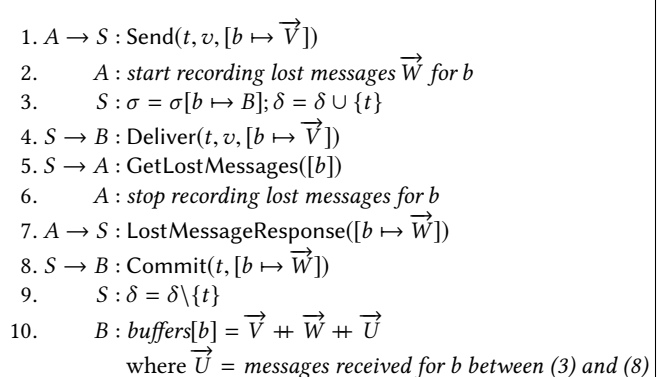 1. A → S : Send(t, v, [b ↦ V⃗])
2. A : start recording lost messages W⃗ for b
3. S : σ = σ[b ↦ B]; δ = δ ∪ {t}
4. S → B : Deliver(t, v, [b ↦ V⃗])
5. S → A : GetLostMessages([b])
6. A : stop recording lost messages for b
7. A → S : LostMessageResponse([b ↦ W⃗])
8. S → B : Commit(t, [b ↦ W⃗])
9. S : δ = δ\{t}
10. B : buffers[b] = V⃗ ⧺ W⃗ ⧺ U⃗
where U⃗ = messages received for b between (3) and (8)